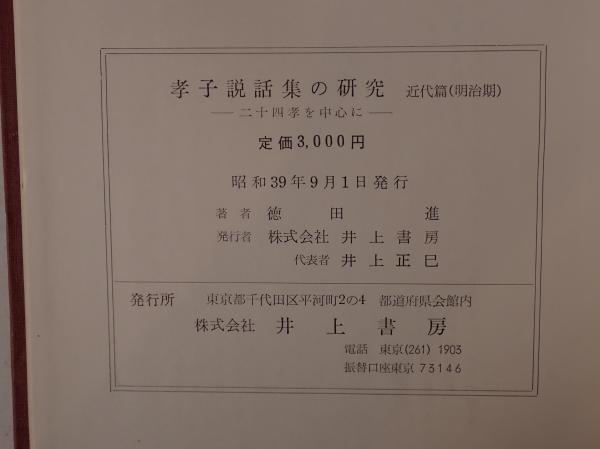 孝子説話集の研究 近代篇(明治期)
── 二十四孝を中心に ──
定価3,000円
昭和39年9月1日発行
著者 徳田 進
発行者 株式会社 井上書房
代表者 井上正巳
発行所 東京都千代田区平河町2の4 都道府県会館内
株式会社 井上書房
電話 東京(261) 1903
振替口座東京 73146